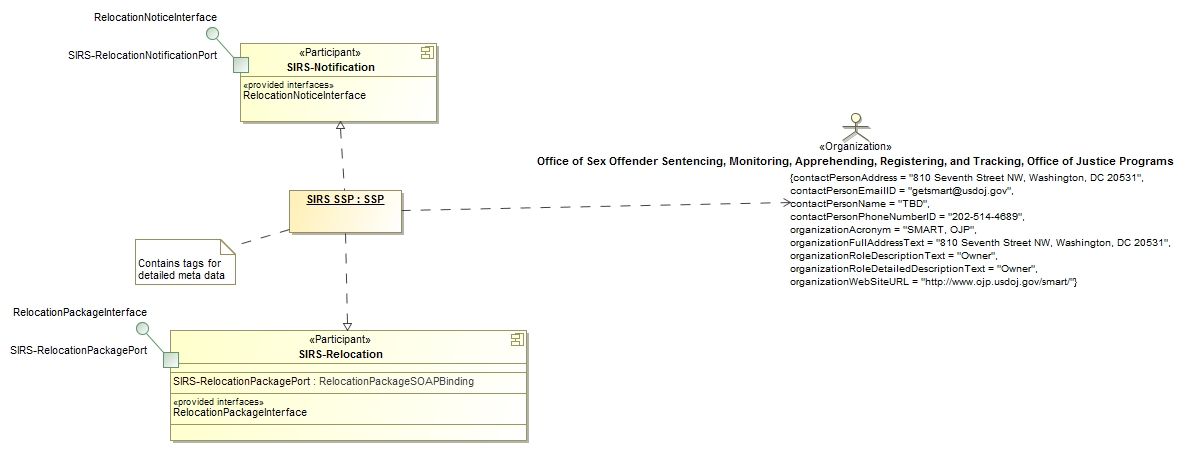 RelocationNoticeInterface
SIRS-RelocationNotificationPort
«Participant»
SIRS-Notification
«provided interfaces»
RelocationNoticeInterface
«Organization»
Office of Sex Offender Sentencing, Monitoring, Apprehending, Registering, and Tracking, Office of Justice Programs
{contactPersonAddress = "810 Seventh Street NW, Washington, DC 20531",
contactPersonEmailID = "getsmart@usdoj.gov",
contactPersonName = "TBD",
contactPersonPhoneNumberID = "202-514-4689",
organizationAcronym = "SMART, OJP",
organizationFullAddressText = "810 Seventh Street NW, Washington, DC 20531",
organizationRoleDescriptionText = "Owner",
organizationRoleDetailedDescriptionText = "Owner",
organizationWebSiteURL = "http://www.ojp.usdoj.gov/smart/"}
SIRS SSP : SSP
Contains tags for
detailed meta data
RelocationPackageInterface
SIRS-RelocationPackagePort
«Participant»
SIRS-Relocation
SIRS-RelocationPackagePort : RelocationPackageSOAPBinding
«provided interfaces»
RelocationPackageInterface